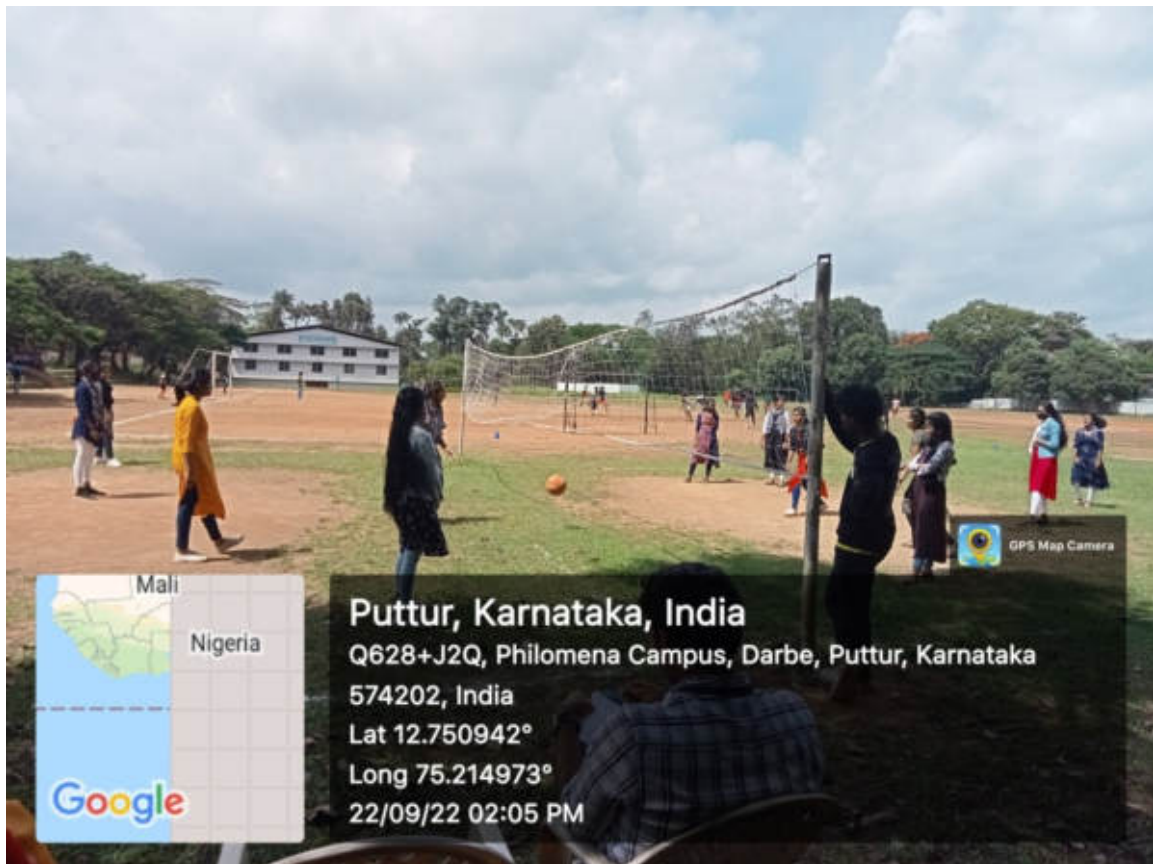 GPS Map Camera
Mali
Nigeria
Google
Puttur, Karnataka, India
Q628+J2Q, Philomena Campus, Darbe, Puttur, Karnataka
574202, India
Lat 12.750942°
Long 75.214973°
22/09/22 02:05 PM